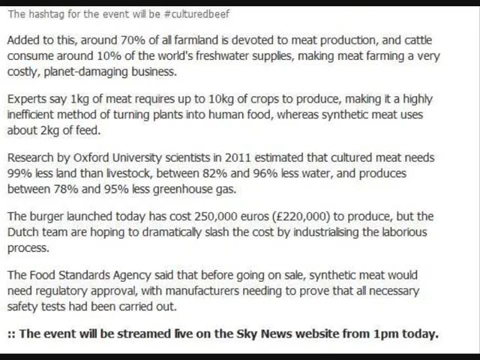 The hashtag for the event will be #culturedbeef
Added to this, around 70% of all farmland is devoted to meat production, and cattle
consume around 10% of the world's freshwater supplies, making meat farming a very
costly, planet-damaging business.
Experts say 1kg of meat requires up to 10kg of crops to produce, making it a highly
inefficient method of turning plants into human food, whereas synthetic meat uses
about 2kg of feed.
Research by Oxford University scientists in 2011 estimated that cultured meat needs
99% less land than livestock, between 82% and 96% less water, and produces
between 78% and 95% less greenhouse gas.
The burger launched today has cost 250,000 euros (£220,000) to produce, but the
Dutch team are hoping to dramatically slash the cost by industrialising the laborious
process.
The Food Standards Agency said that before going on sale, synthetic meat would
need regulatory approval, with manufacturers needing to prove that all necessary
safety tests had been carried out.
:: The event will be streamed live on the Sky News website from 1pm today.